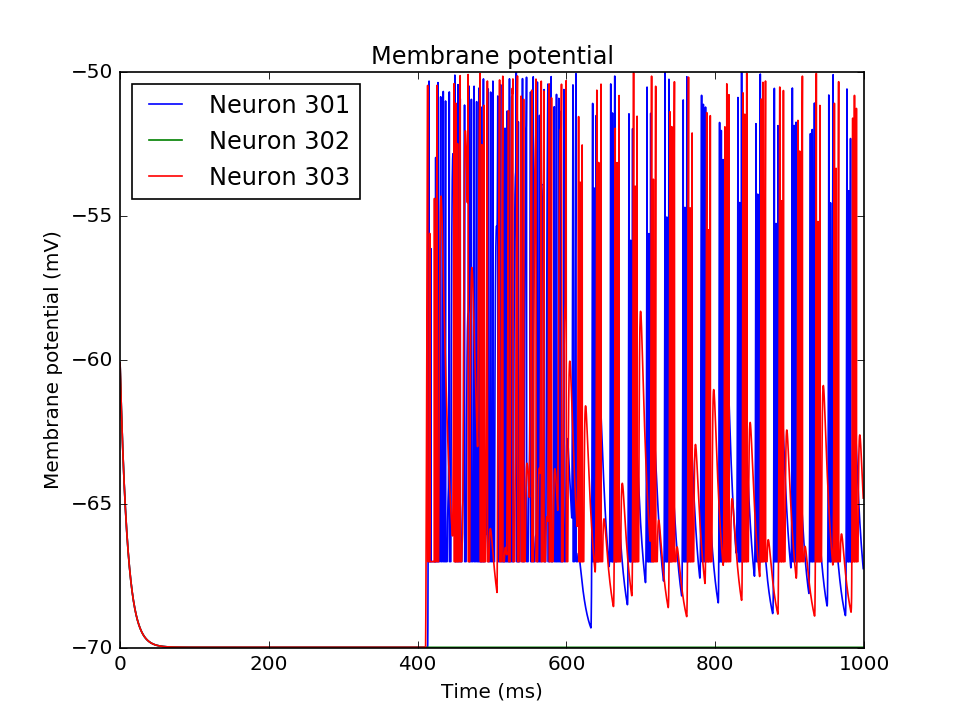 Membrane potential
Neuron 301
Neuron 302
Neuron 303
Membrane potential (mV)
−50
−55
−60
−65
−70
0 200 400 600 800 1000
Time (ms)